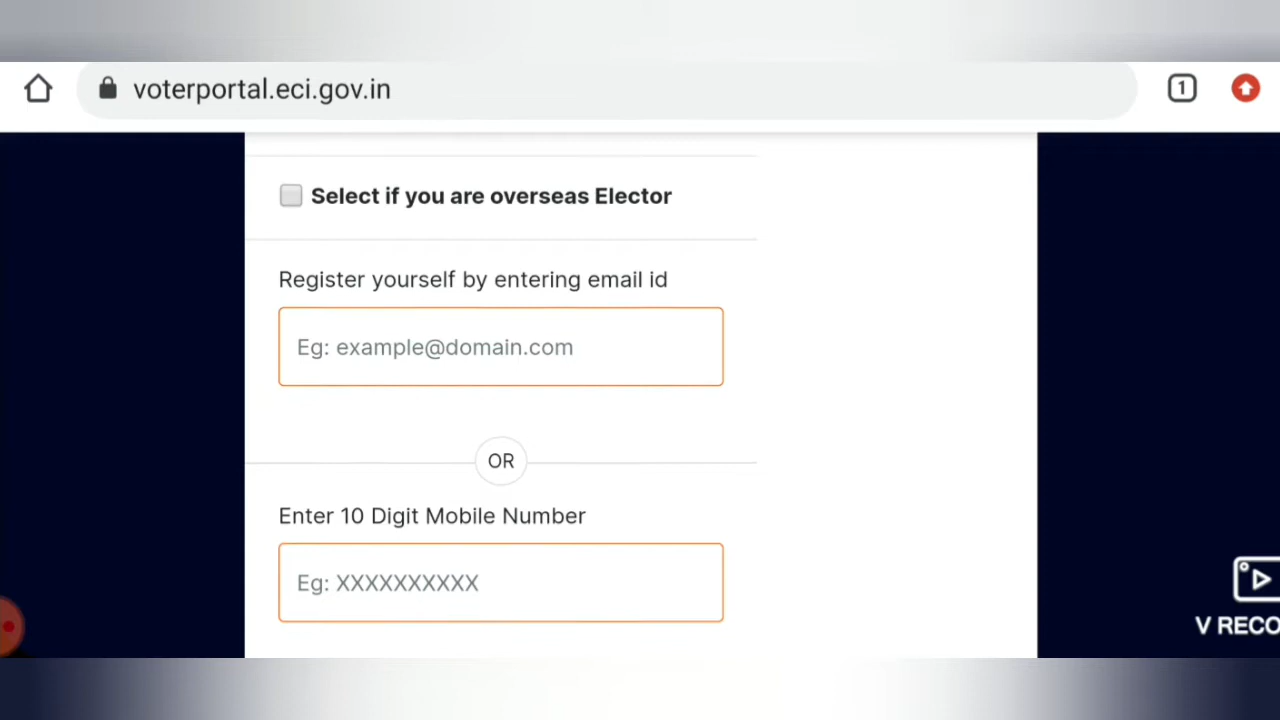 voterportal.eci.gov.in
1
Select if you are overseas Elector
Register yourself by entering email id
Eg: example@domain.com
OR
Enter 10 Digit Mobile Number
Eg: XXXXXXXXXX
V RECO